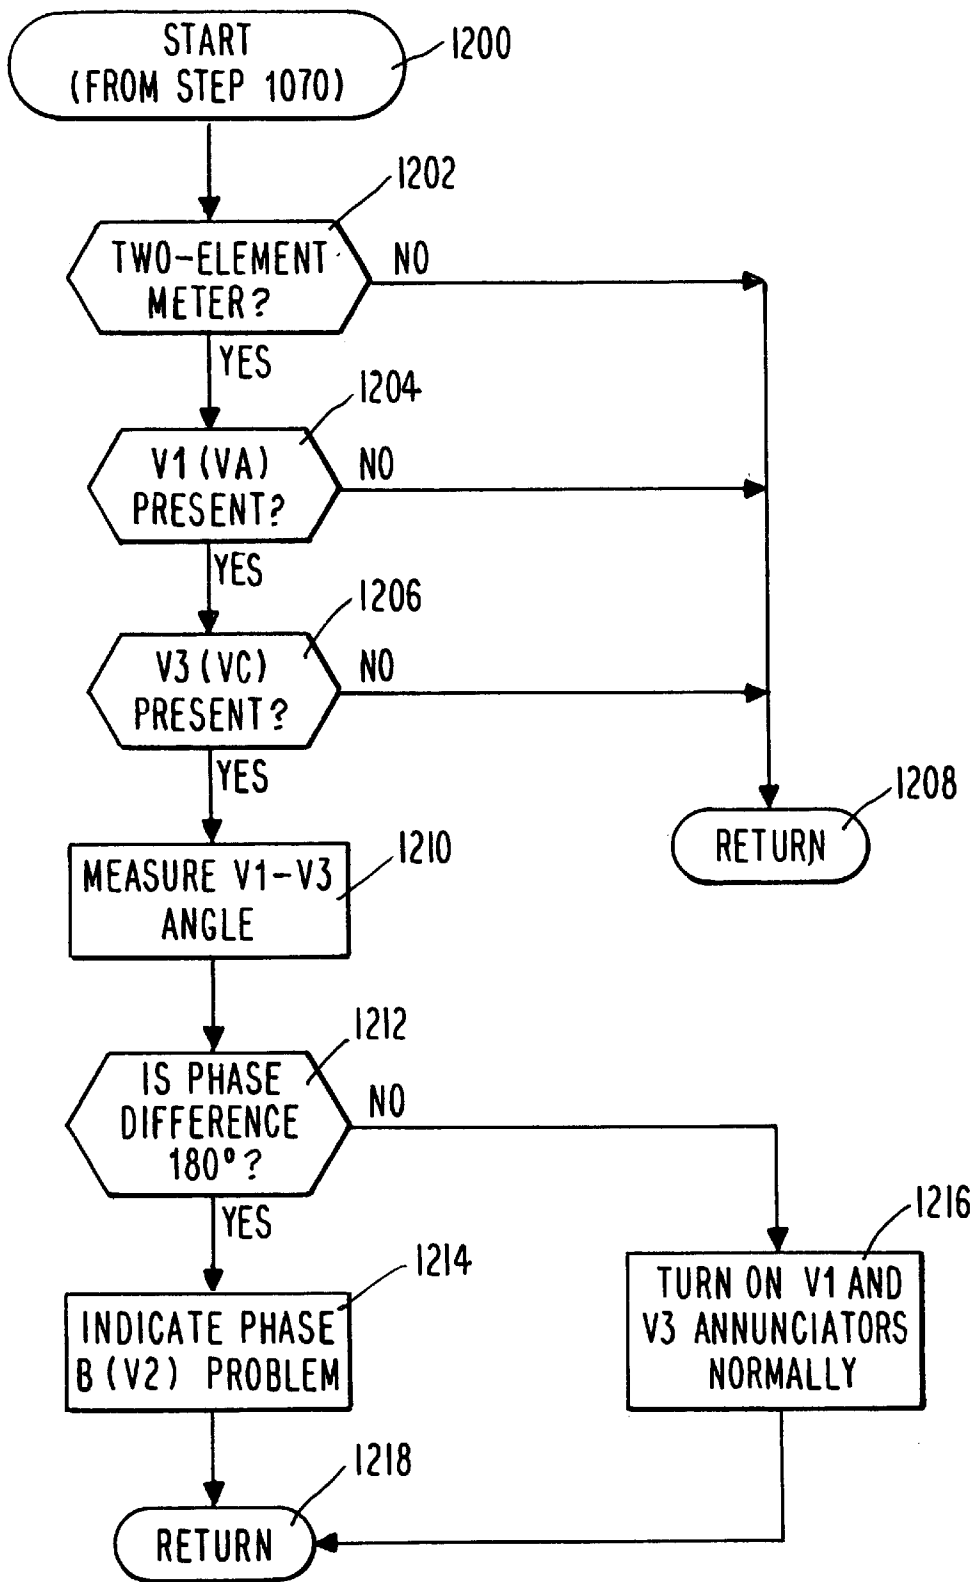 START
(FROM STEP 1070)
1200
1202
TWO-ELEMENT
METER?
NO
YES
1204
V1 (VA)
PRESENT?
NO
YES
1206
V3 (VC)
PRESENT?
NO
YES
1208
RETURN
1210
MEASURE V1-V3
ANGLE
1212
IS PHASE
DIFFERENCE
180°?
NO
YES
1214
INDICATE PHASE
B (V2) PROBLEM
1216
TURN ON V1 AND
V3 ANNUNCIATORS
NORMALLY
1218
RETURN